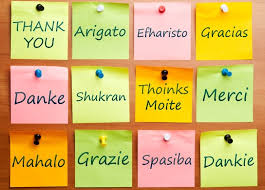 THANK YOU
Arigato
Efharisto
Gracias
Danke
Shukran
Thoinks Moite
Merci
Mahalo
Grazie
Spasiba
Dankie